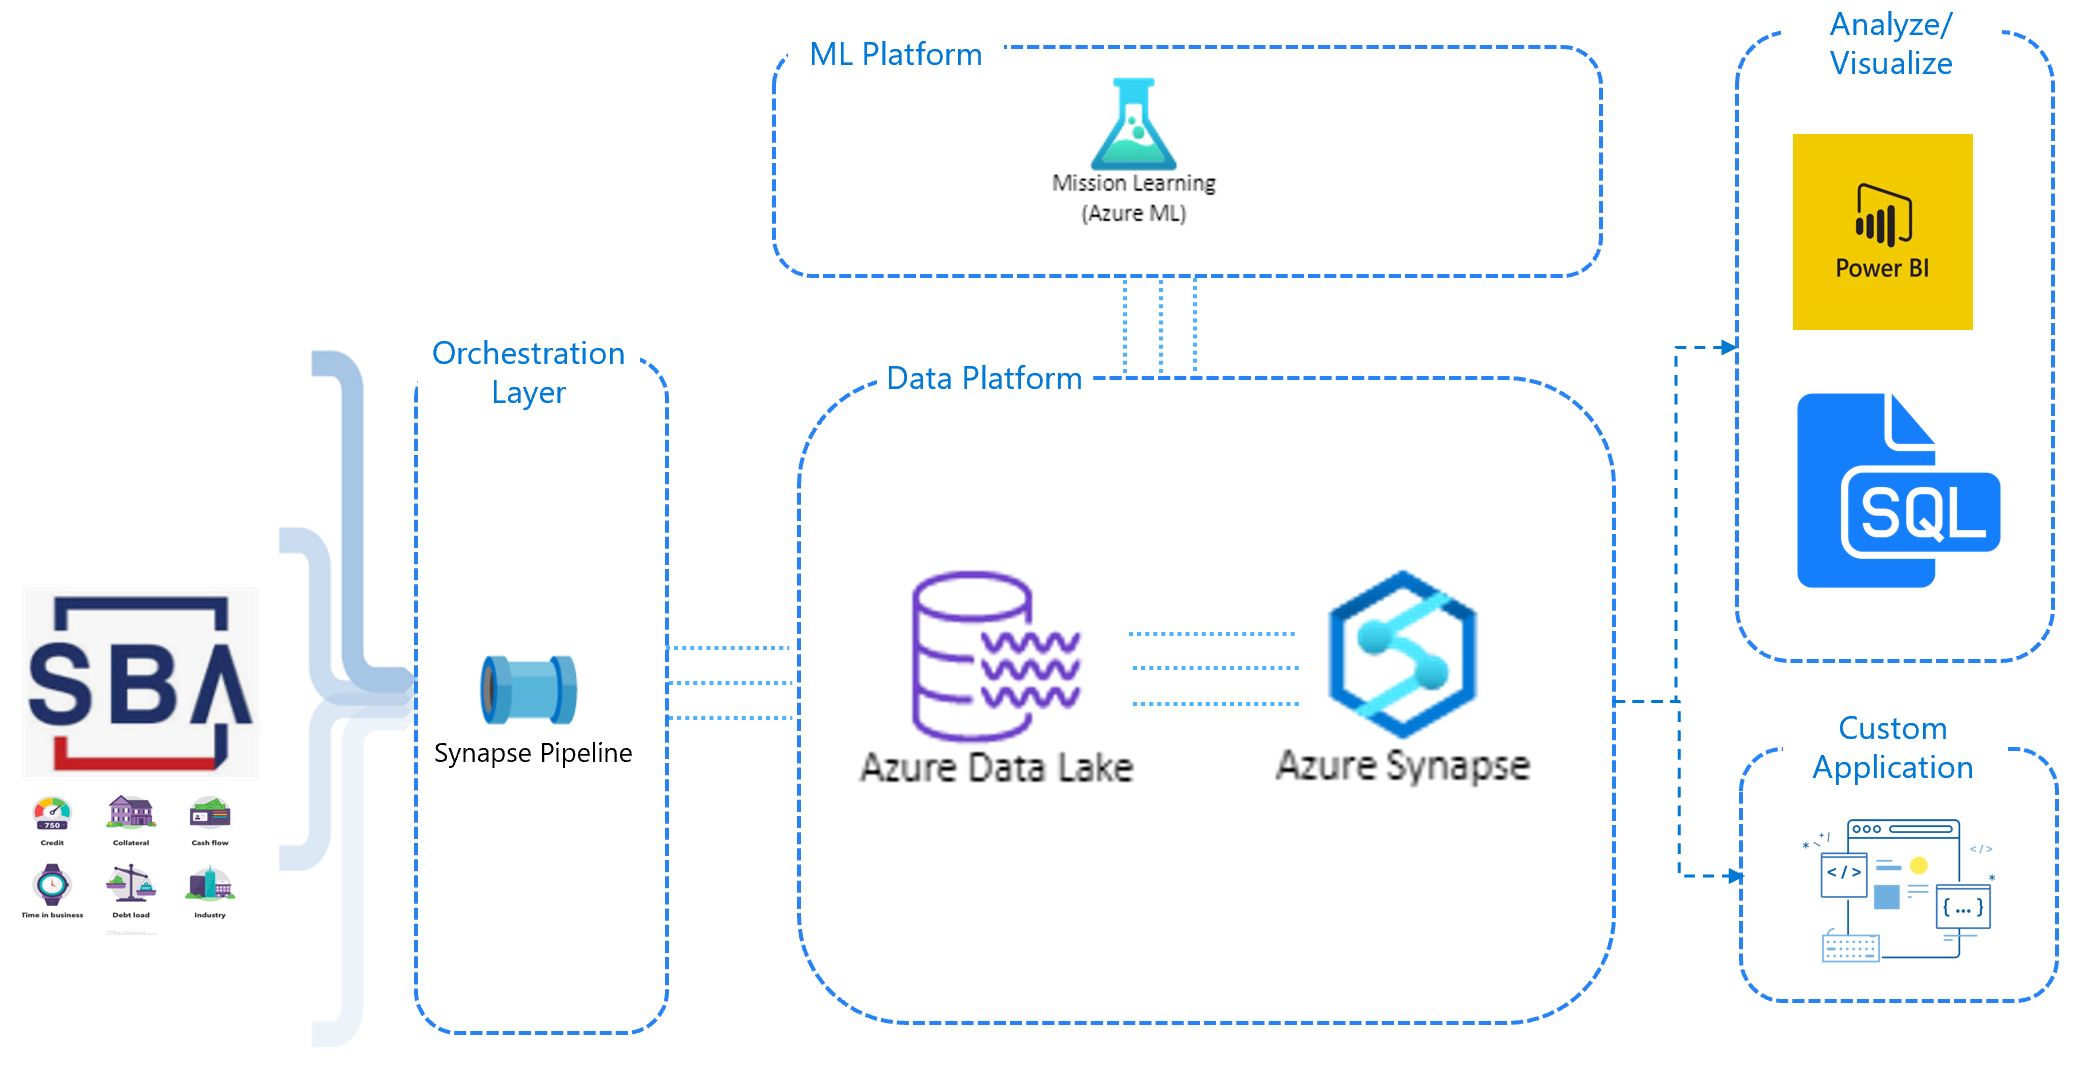 ML Platform
Mission Learning
(Azure ML)
Analyze/
Visualize
Power BI
SQL
Orchestration
Layer
Synapse Pipeline
Data Platform
Azure Data Lake
Azure Synapse
Custom
Application
</>
</>
{...}
SBA
750
Credit
Collateral
Cash flow
Time in business
Debt load
Industry